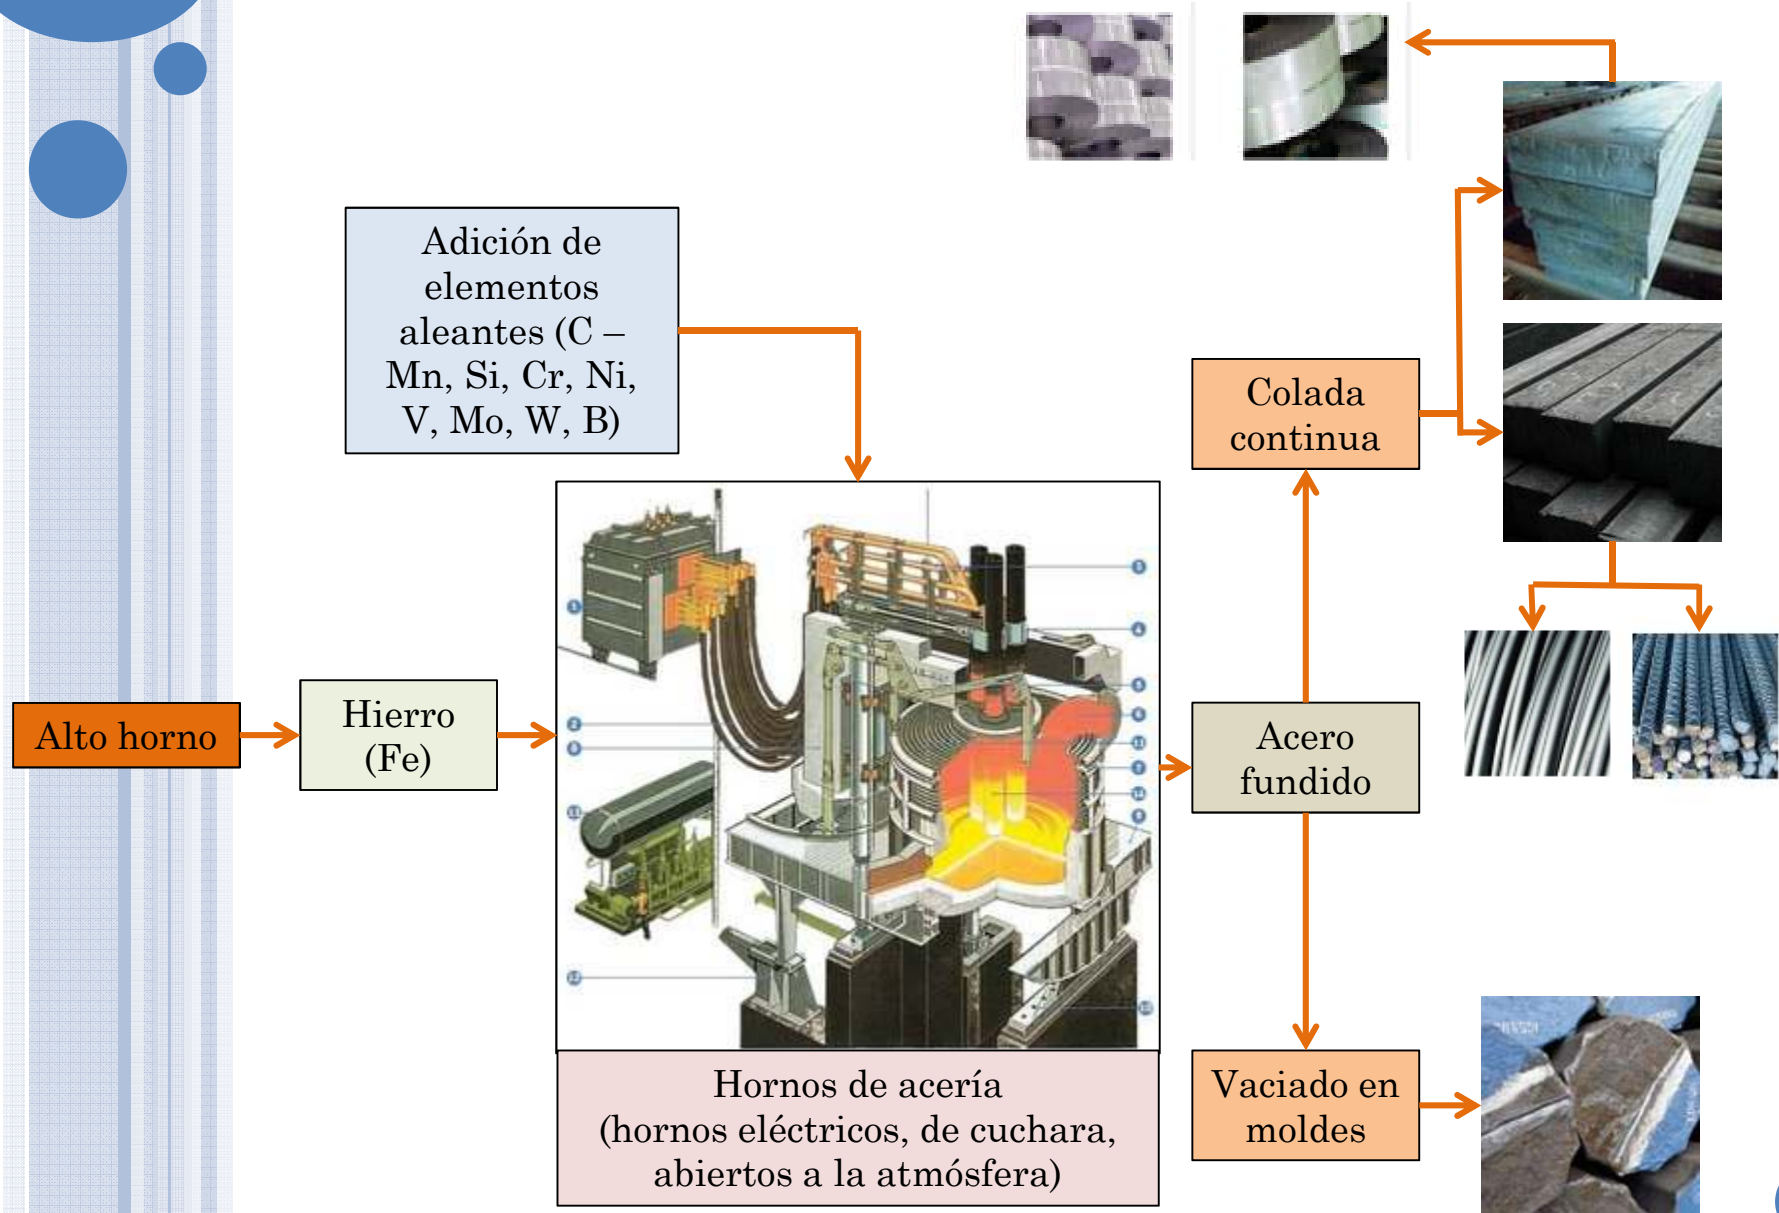 Adición de
elementos
aleantes (C –
Mn, Si, Cr, Ni,
V, Mo, W, B)
Colada
continua
Alto horno
Hierro
(Fe)
Acero
fundido
Hornos de acería
(hornos eléctricos, de cuchara,
abiertos a la atmósfera)
Vaciado en
moldes